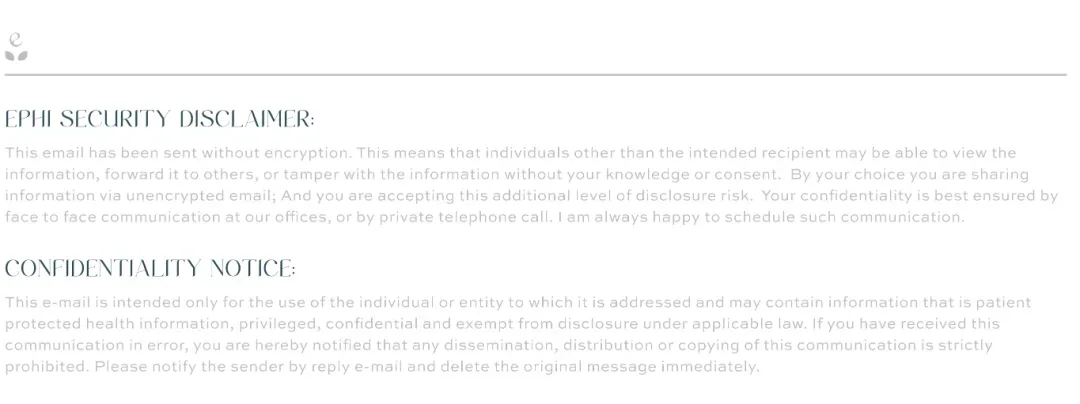 e
EPHI SECURITY DISCLAIMER:
This email has been sent without encryption. This means that individuals other than the intended recipient may be able to view the
information, forward it to others, or tamper with the information without your knowledge or consent.  By your choice you are sharing
information via unencrypted email; And you are accepting this additional level of disclosure risk.  Your confidentiality is best ensured by
face to face communication at our offices, or by private telephone call. I am always happy to schedule such communication.
CONFIDENTIALITY NOTICE:
This e-mail is intended only for the use of the individual or entity to which it is addressed and may contain information that is patient
protected health information, privileged, confidential and exempt from disclosure under applicable law. If you have received this
communication in error, you are hereby notified that any dissemination, distribution or copying of this communication is strictly
prohibited. Please notify the sender by reply e-mail and delete the original message immediately.